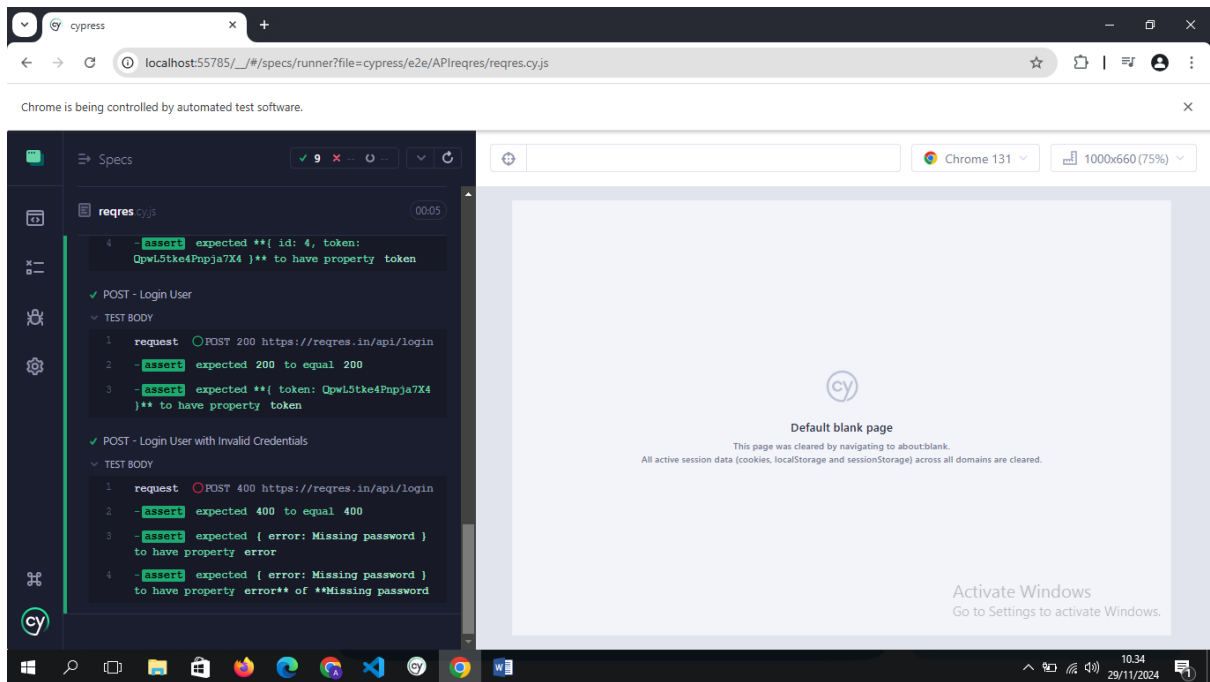 cy cypress
localhost:55785/__/#/specs/runner?file=cypress/e2e/APIreqres/reqres.cy.js
Chrome is being controlled by automated test software.
Specs
9 -- --
Chrome 131
1000x660 (75%)
reqres.cy.js
00:05
4 -assert expected **{ id: 4, token:
QpwL5tke4Pnpja7X4 }** to have property token
POST - Login User
TEST BODY
1 request POST 200 https://reqres.in/api/login
2 -assert expected 200 to equal 200
3 -assert expected **{ token: QpwL5tke4Pnpja7X4
}** to have property token
POST - Login User with Invalid Credentials
TEST BODY
1 request POST 400 https://reqres.in/api/login
2 -assert expected 400 to equal 400
3 -assert expected { error: Missing password }
to have property error
4 -assert expected { error: Missing password }
to have property error** of **Missing password
cy
cy
Default blank page
This page was cleared by navigating to about:blank.
All active session data (cookies, localStorage and sessionStorage) across all domains are cleared.
Activate Windows
Go to Settings to activate Windows.
cy
10.34
29/11/2024
1